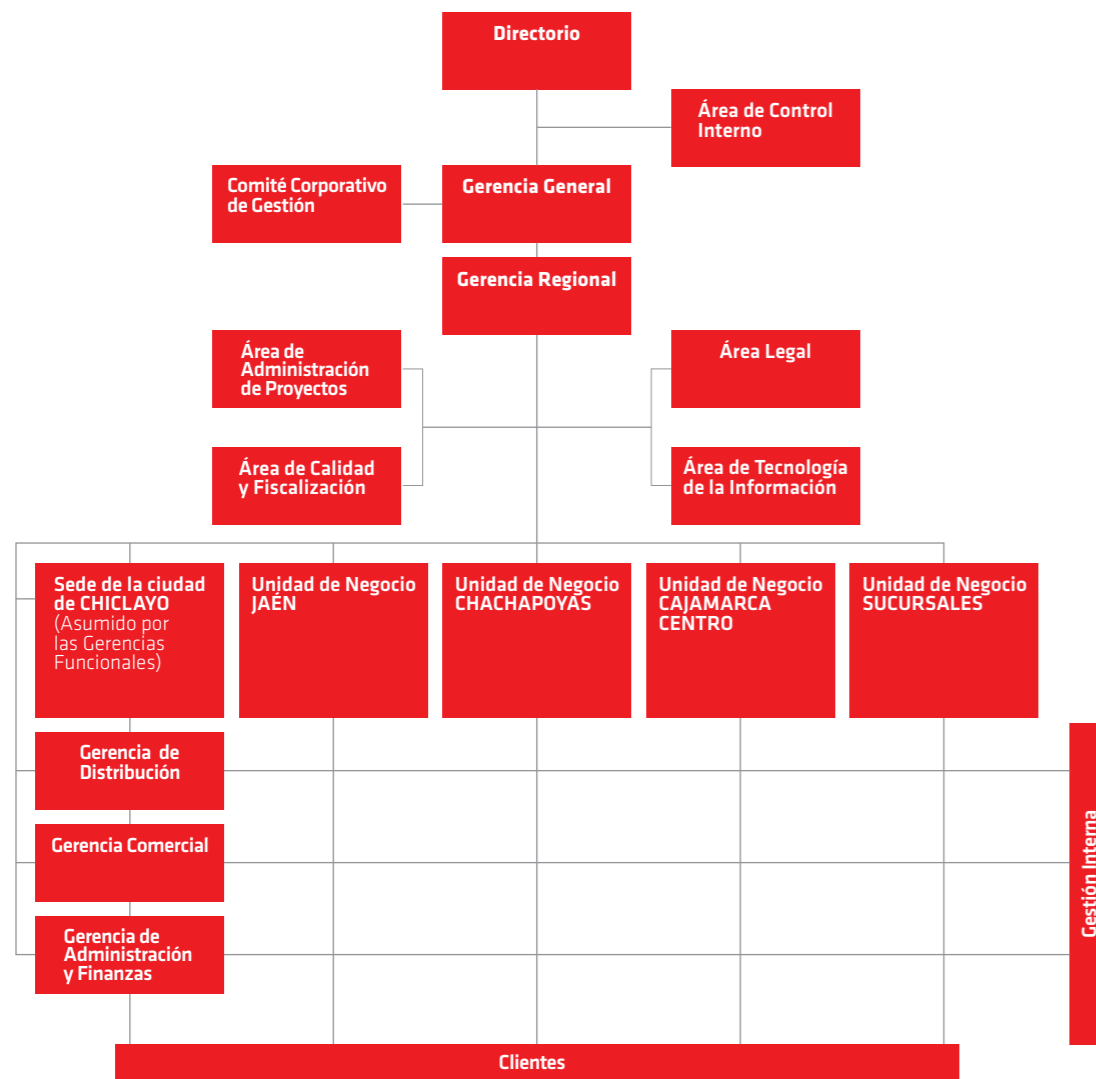 Directorio
Área de Control
Interno
Comité Corporativo
de Gestión
Gerencia General
Gerencia Regional
Área de
Administración
de Proyectos
Área Legal
Área de Calidad
y Fiscalización
Área de Tecnología
de la Información
Sede de la ciudad
de CHICLAYO
(Asumido por
las Gerencias
Funcionales)
Unidad de Negocio
JAÉN
Unidad de Negocio
CHACHAPOYAS
Unidad de Negocio
CAJAMARCA
CENTRO
Unidad de Negocio
SUCURSALES
Gerencia de
Distribución
Gerencia Comercial
Gerencia de
Administración
y Finanzas
Gestión Interna
Clientes